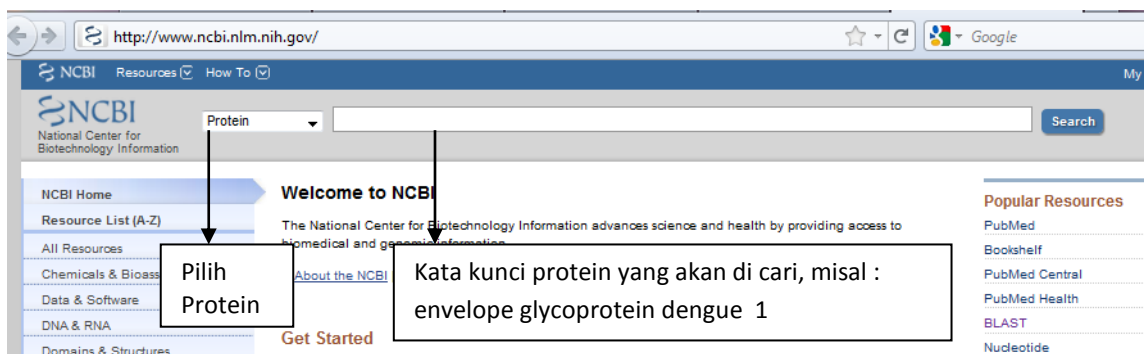 http://www.ncbi.nlm.nih.gov/
Google
NCBI Resources How To
My
NCBI
National Center for
Biotechnology Information
Protein
Search
NCBI Home
Resource List (A-Z)
All Resources
Chemicals & Bioass
Data & Software
DNA & RNA
Domains & Structures
Welcome to NCBI
The National Center for Biotechnology Information advances science and health by providing access to
biomedical and genomic information.
About the NCBI
Get Started
Pilih
Protein
Kata kunci protein yang akan di cari, misal :
envelope glycoprotein dengue 1
Popular Resources
PubMed
Bookshelf
PubMed Central
PubMed Health
BLAST
Nucleotide